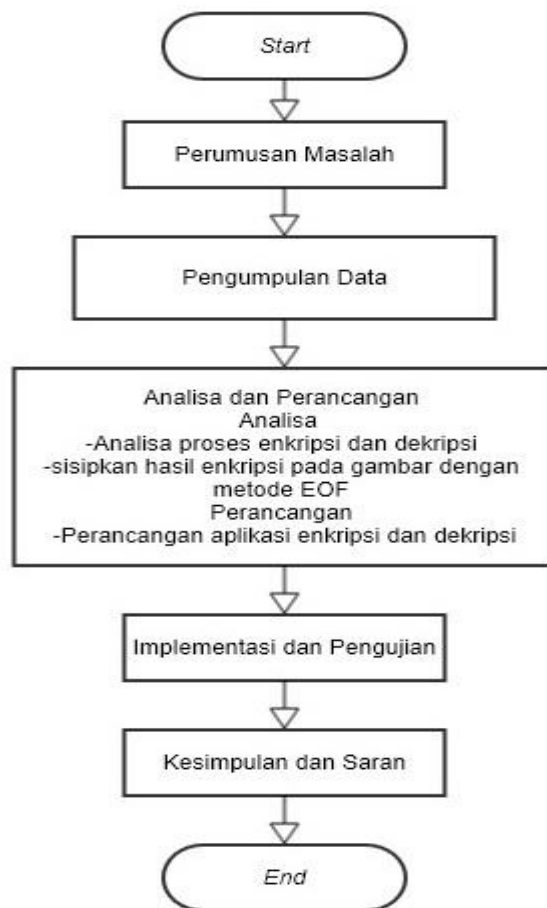 Start
Perumusan Masalah
Pengumpulan Data
Analisa dan Perancangan
Analisa
-Analisa proses enkripsi dan dekripsi
-sisipkan hasil enkripsi pada gambar dengan
metode EOF
Perancangan
-Perancangan aplikasi enkripsi dan dekripsi
Implementasi dan Pengujian
Kesimpulan dan Saran
End